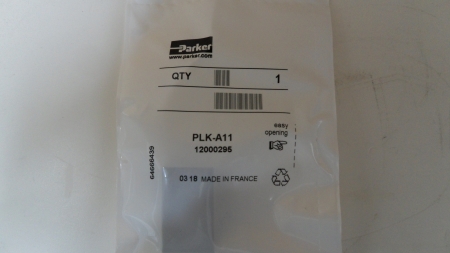 Parker
www.parker.com
QTY 1
PLK-A11
12000295
easy
opening
64666439
03 18 MADE IN FRANCE